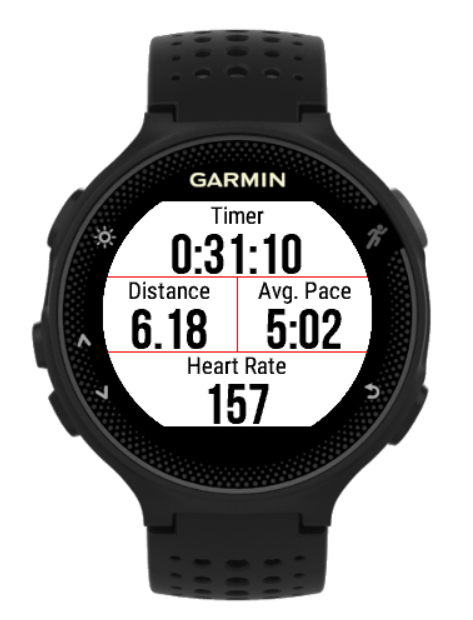 GARMIN
Timer
0:31:10
Distance Avg. Pace
6.18 5:02
Heart Rate
157